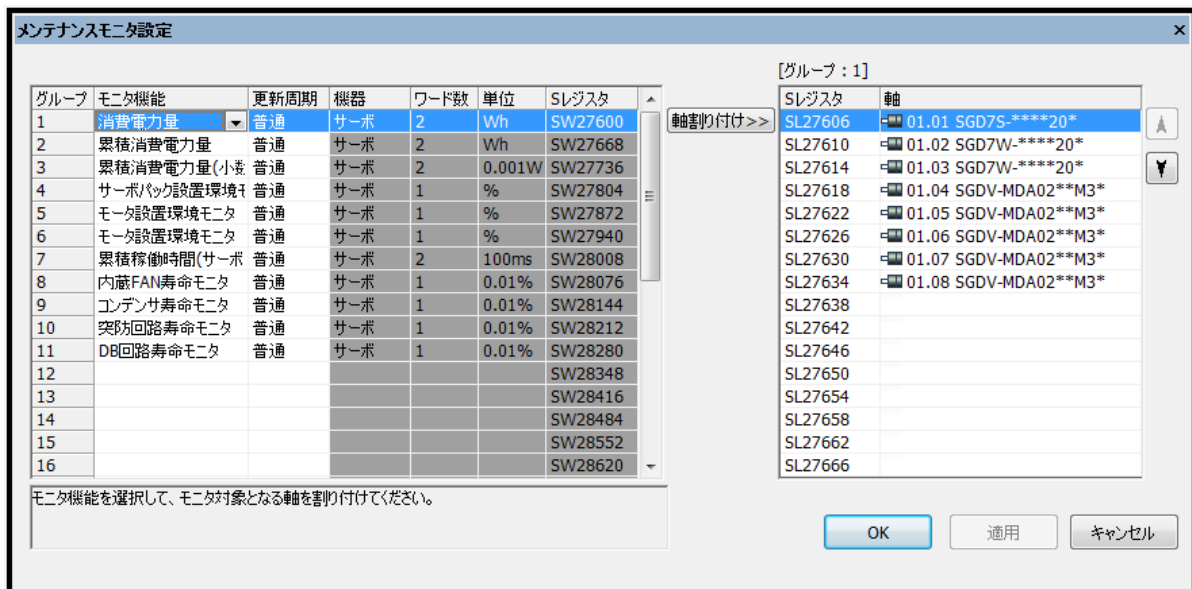 メンテナンスモニタ設定
[グループ : 1]
グループ モニタ機能 更新周期 機器 ワード数 単位 Sレジスタ
1 消費電力量 普通 サーボ 2 Wh SW27600
2 累積消費電力量 普通 サーボ 2 Wh SW27668
3 累積消費電力量(小数 普通 サーボ 2 0.001W SW27736
4 サーボパック設置環境モ 普通 サーボ 1 % SW27804
5 モータ設置環境モニタ 普通 サーボ 1 % SW27872
6 モータ設置環境モニタ 普通 サーボ 1 % SW27940
7 累積稼働時間(サーボ 普通 サーボ 2 100ms SW28008
8 内蔵FAN寿命モニタ 普通 サーボ 1 0.01% SW28076
9 コンデンサ寿命モニタ 普通 サーボ 1 0.01% SW28144
10 突防回路寿命モニタ 普通 サーボ 1 0.01% SW28212
11 DB回路寿命モニタ 普通 サーボ 1 0.01% SW28280
12 SW28348
13 SW28416
14 SW28484
15 SW28552
16 SW28620
軸割り付け>>
Sレジスタ 軸
SL27606 01.01 SGD7S-****20*
SL27610 01.02 SGD7W-****20*
SL27614 01.03 SGD7W-****20*
SL27618 01.04 SGDV-MDA02**M3*
SL27622 01.05 SGDV-MDA02**M3*
SL27626 01.06 SGDV-MDA02**M3*
SL27630 01.07 SGDV-MDA02**M3*
SL27634 01.08 SGDV-MDA02**M3*
SL27638
SL27642
SL27646
SL27650
SL27654
SL27658
SL27662
SL27666
モニタ機能を選択して、モニタ対象となる軸を割り付けてください。
OK 適用 キャンセル